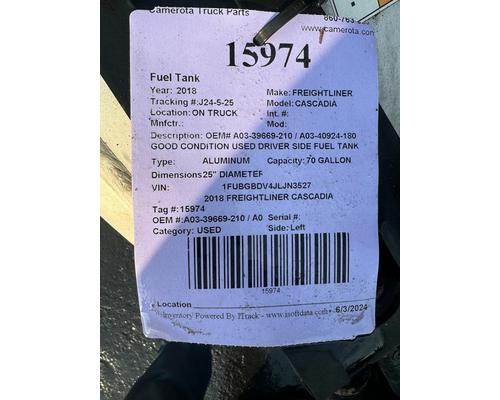 Camerota Truck Parts
860-763-
www.camerota.com
15974
Fuel Tank
Year: 2018 Make: FREIGHTLINER
Tracking #:J24-5-25 Model: CASCADIA
Location: ON TRUCK Int. #:
Mnfctr.: Mod:
Description: OEM# A03-39669-210 / A03-40924-180
GOOD CONDITION USED DRIVER SIDE FUEL TANK
Type: ALUMINUM Capacity: 70 GALLON
Dimensions25" DIAMETER
VIN: 1FUBGBDV4JLJN3527
2018 FREIGHTLINER CASCADIA
Tag #:15974
OEM #:A03-39669-210 / A0 Serial #:
Category: USED Side: Left
15974
Location
Inventory Powered By ITrack - www.isoftdata.com 6/3/2024